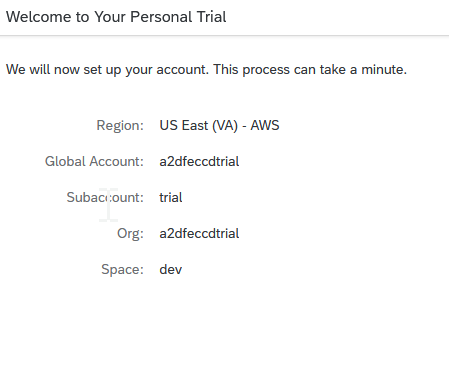 Welcome to Your Personal Trial
We will now set up your account. This process can take a minute.
Region: US East (VA) - AWS
Global Account: a2dfeccdtrial
Subaccount: trial
Org: a2dfeccdtrial
Space: dev